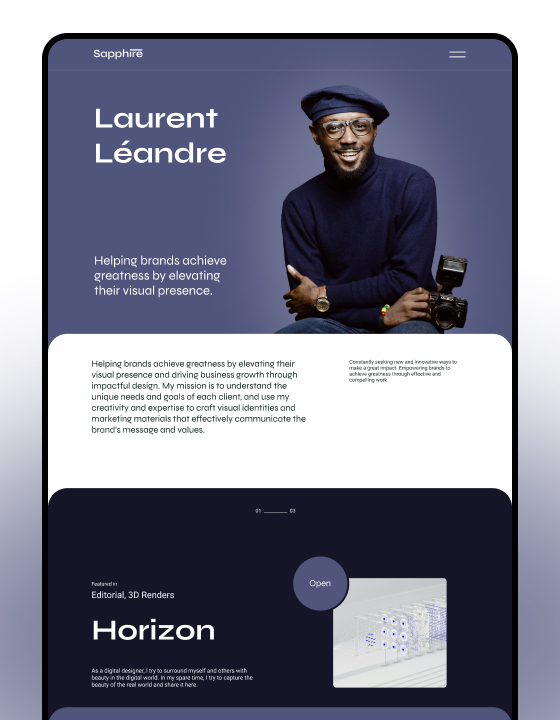 Sapphire
Laurent
Léandre
Helping brands achieve
greatness by elevating
their visual presence.
Helping brands achieve greatness by elevating their
visual presence and driving business growth through
impactful design. My mission is to understand the
unique needs and goals of each client, and use my
creativity and expertise to craft visual identities and
marketing materials that effectively communicate the
brand's message and values.
Constantly seeking new and innovative ways to
make a great impact. Empowering brands to
achieve greatness through effective and
compelling work.
01 03
Open
Featured in
Editorial, 3D Renders
Horizon
As a digital designer, I try to surround myself and others with
beauty in the digital world. In my spare time, I try to capture the
beauty of the real world and share it here.